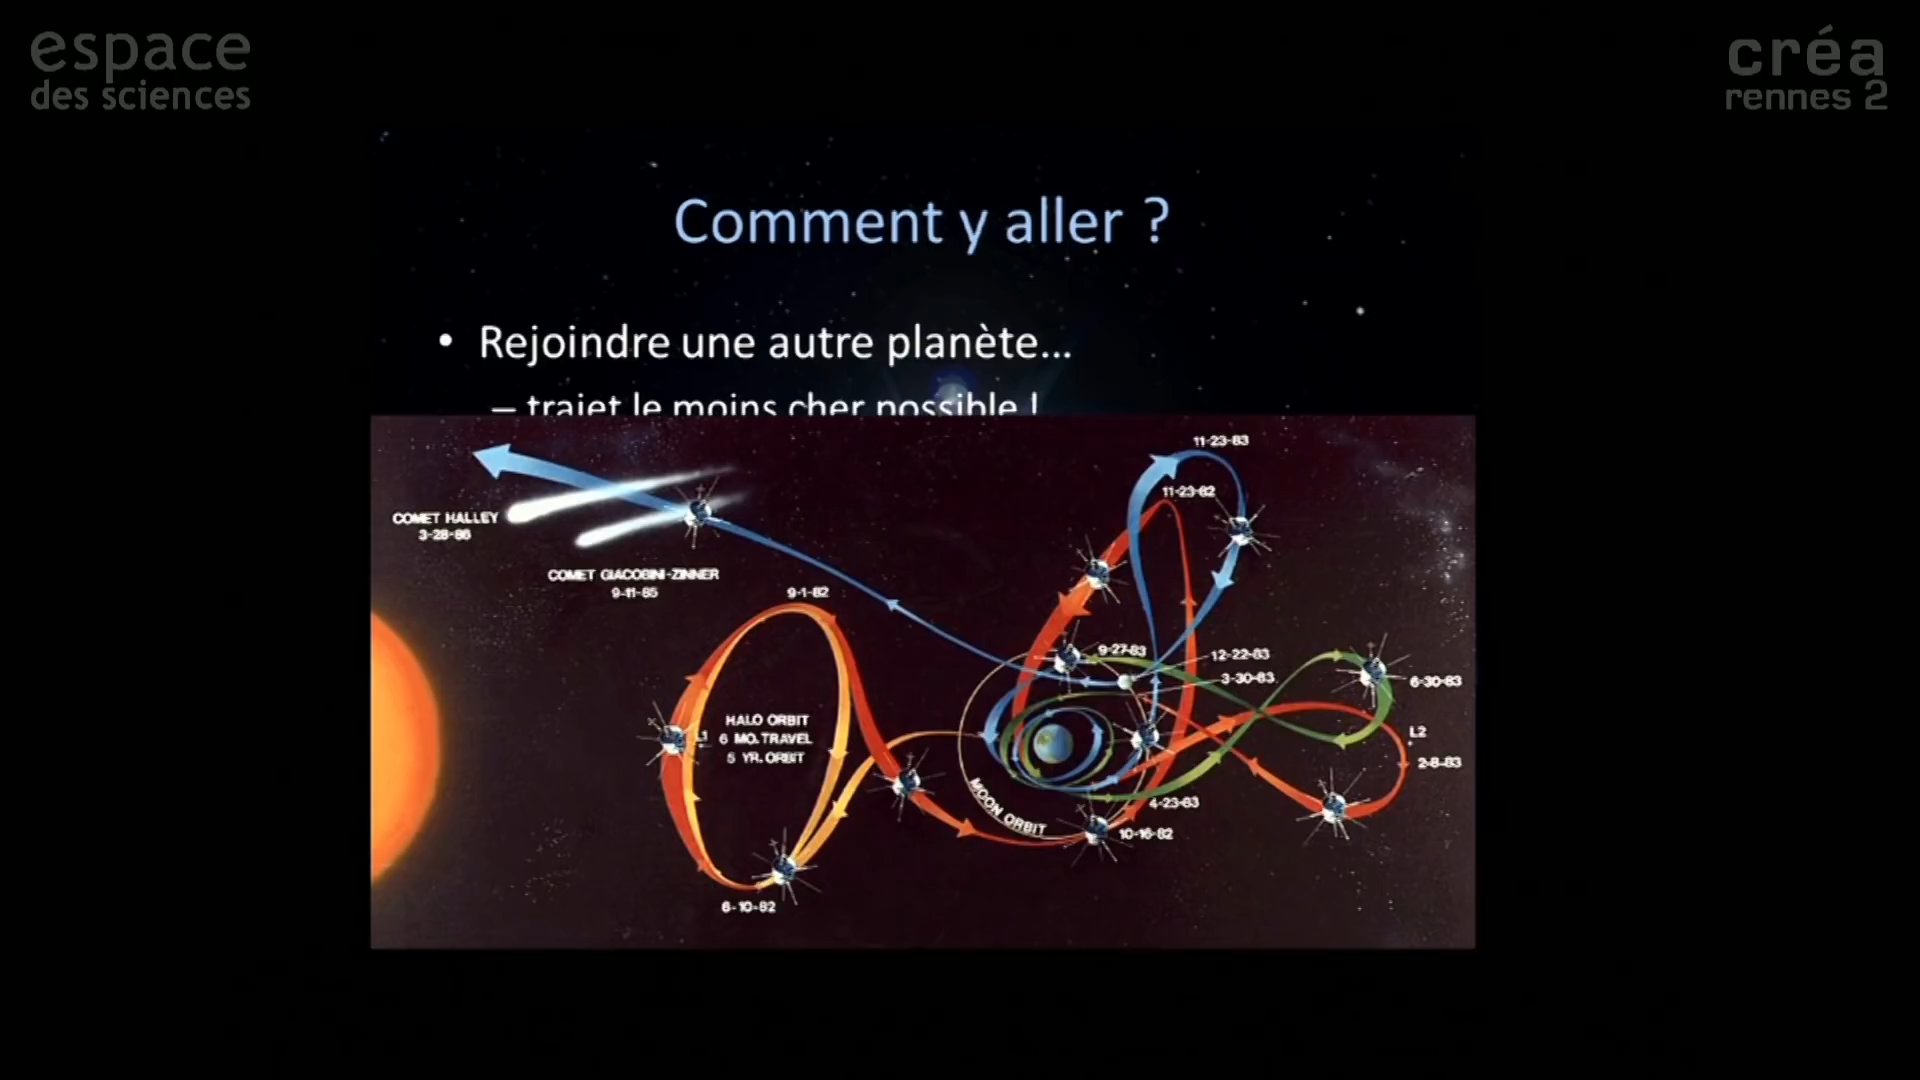 espace
des sciences
créa
rennes 2
Comment y aller ?
• Rejoindre une autre planète...
– trajet le moins cher possible !
11-23-83
11-23-82
COMET HALLEY
3-28-86
COMET GIACOBINI-ZINNER
9-11-85
9-1-82
9-27-83
12-22-83
3-30-83
6-30-83
HALO ORBIT
L1 6 MO. TRAVEL
5 YR. ORBIT
L2
2-8-83
MOON ORBIT
4-23-83
10-16-82
6-10-82